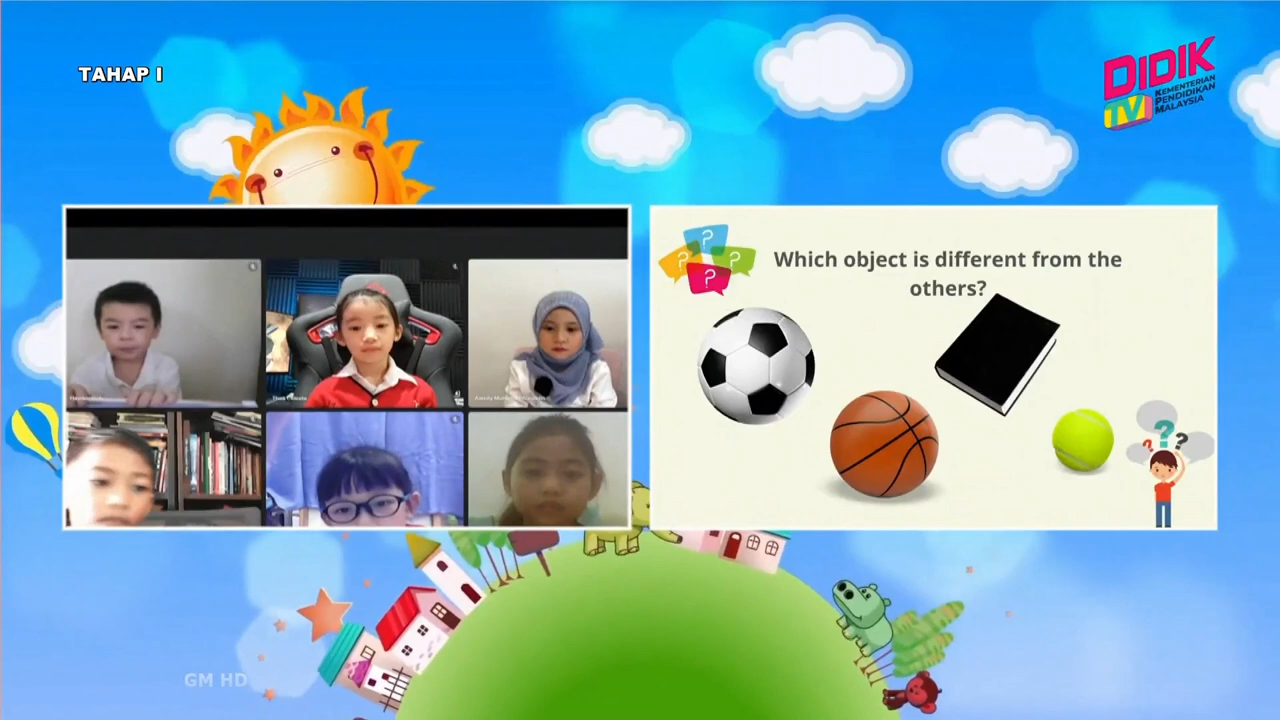 TAHAP I
DIDIK
TV
KEMENTERIAN
PENDIDIKAN
MALAYSIA
Which object is different from the
others?
GM HD